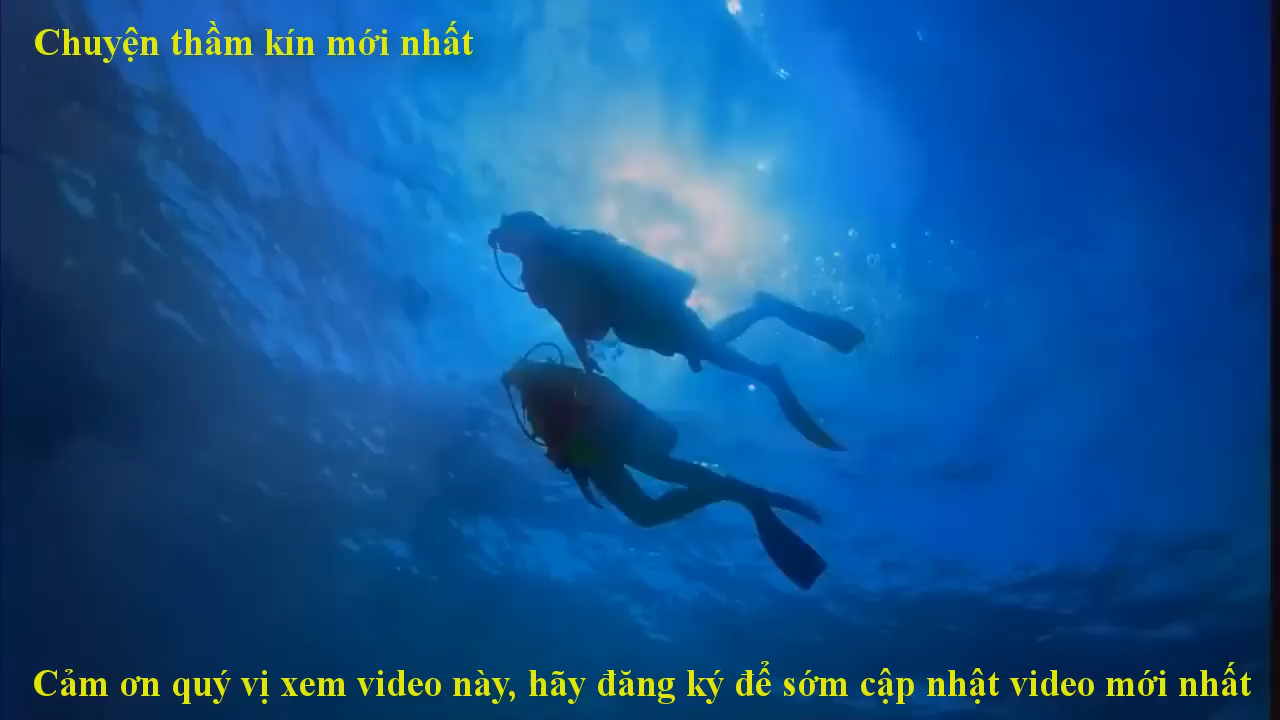 Chuyện thầm kín mới nhất
Cảm ơn quý vị xem video này, hãy đăng ký để sớm cập nhật video mới nhất